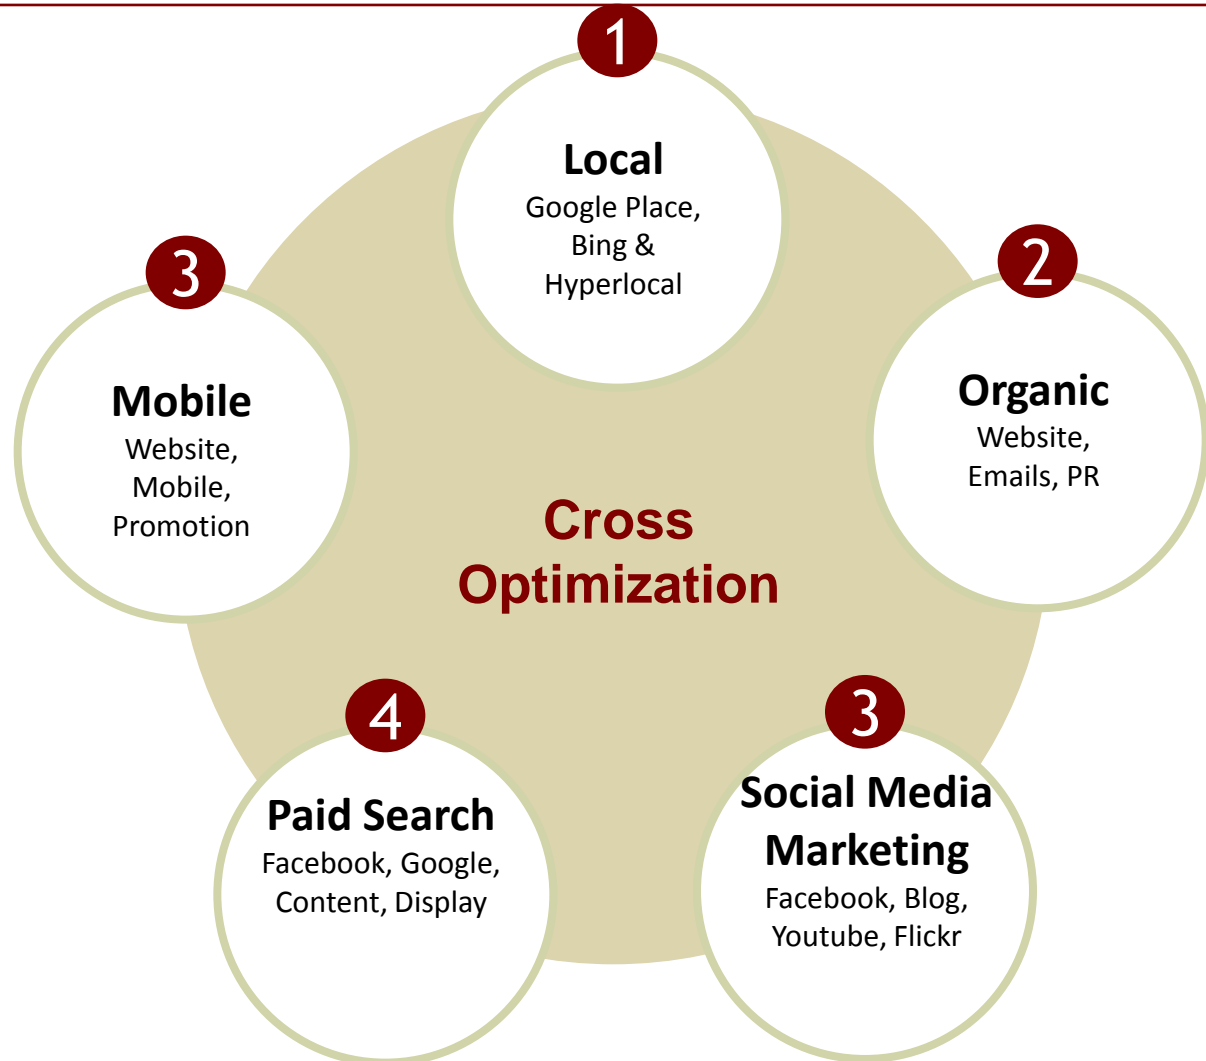 1
Local
Google Place,
Bing &
Hyperlocal
2
Organic
Website,
Emails, PR
3
Social Media
Marketing
Facebook, Blog,
Youtube, Flickr
4
Paid Search
Facebook, Google,
Content, Display
3
Mobile
Website,
Mobile,
Promotion
Cross
Optimization